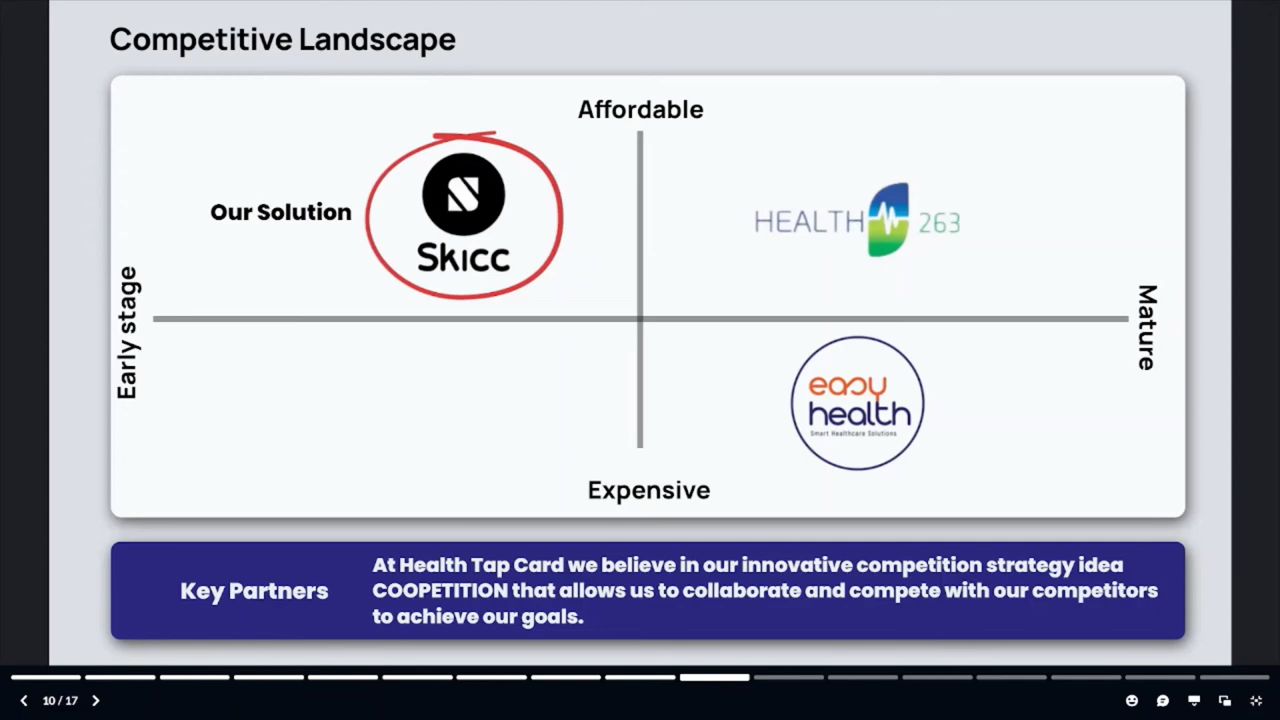 Competitive Landscape
Affordable
Our Solution
Skicc
HEALTH 263
Early stage
Mature
easy
health
Smart Healthcare Solutions
Expensive
Key Partners
At Health Tap Card we believe in our innovative competition strategy idea
COOPETITION that allows us to collaborate and compete with our competitors
to achieve our goals.
10 / 17